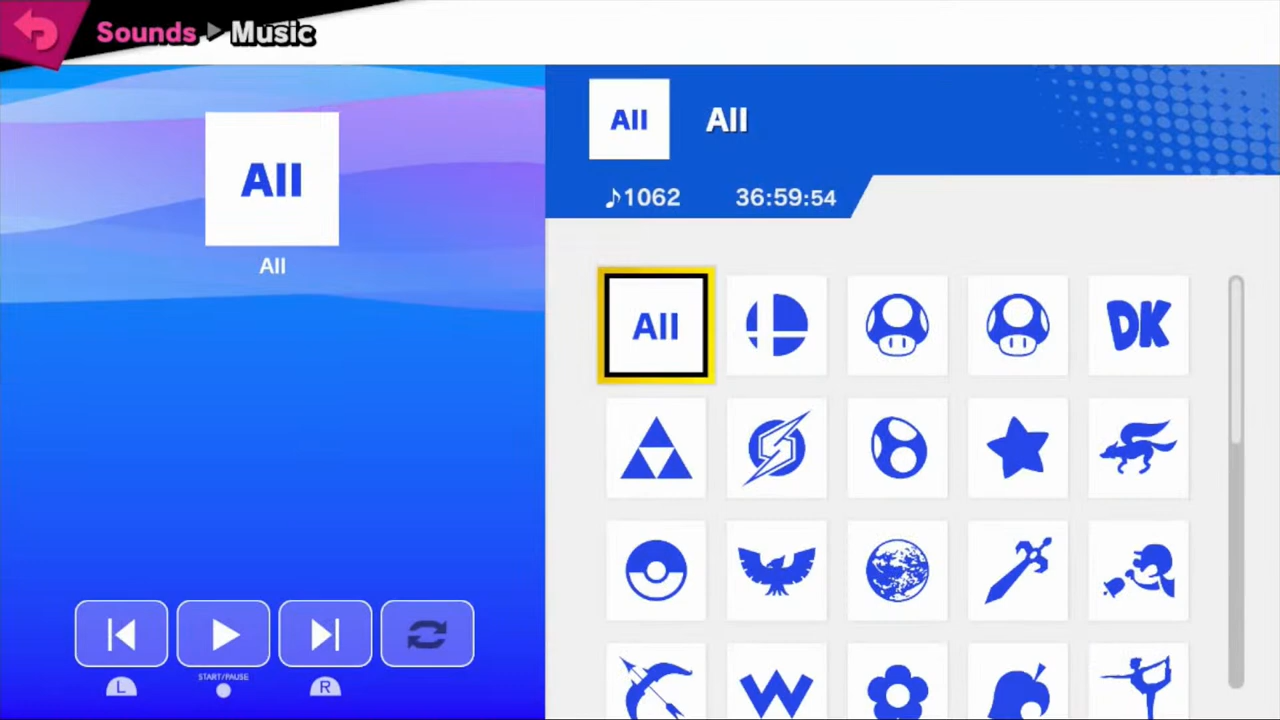 Sounds ▶ Music
All
All
All
♪1062 36:59:54
All
All
DK
W
START/PAUSE
L
R